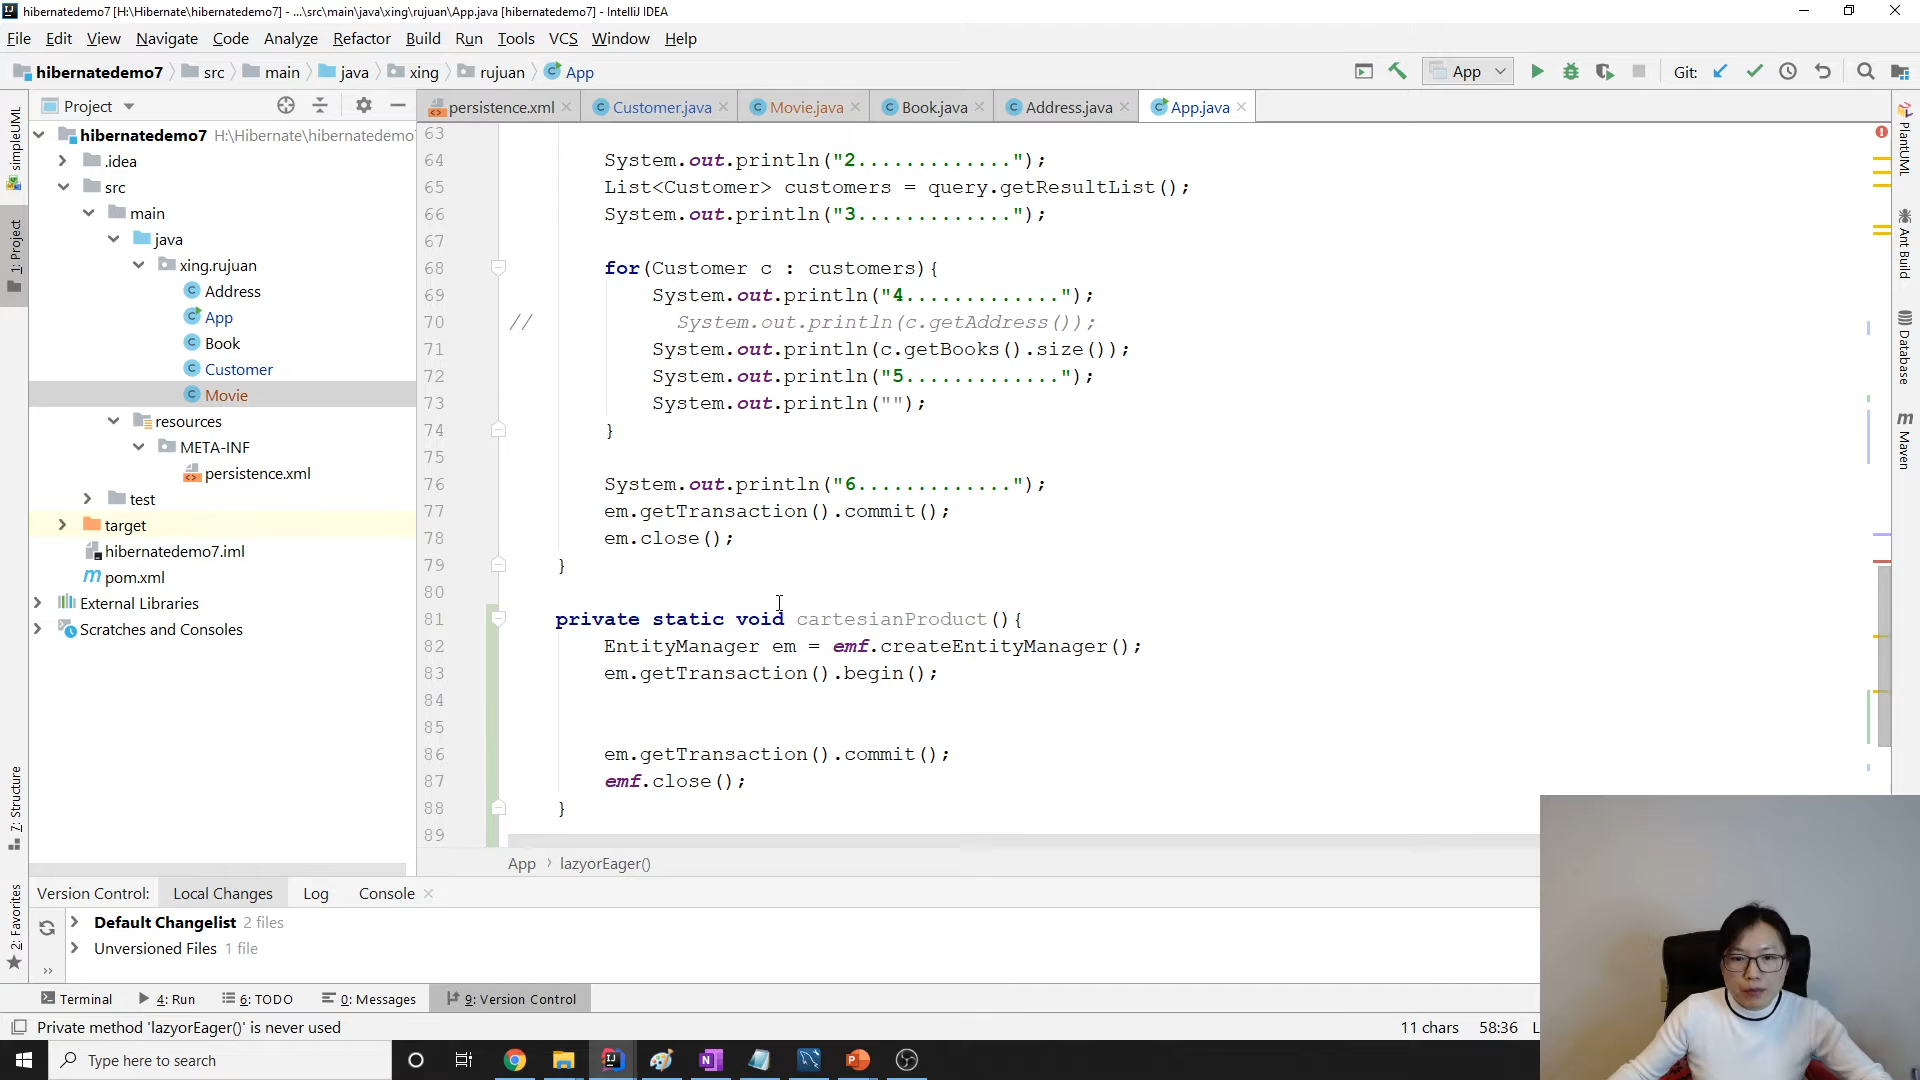 hibernatedemo7 [H:\Hibernate\hibernatedemo7] - ...\src\main\java\xing\rujuan\App.java [hibernatedemo7] - IntelliJ IDEA
File Edit View Navigate Code Analyze Refactor Build Run Tools VCS Window Help
hibernatedemo7 src main java xing rujuan App
App
Git:
Project
persistence.xml Customer.java Movie.java Book.java Address.java App.java
simpleUML
1: Project
7: Structure
2: Favorites
hibernatedemo7 H:\Hibernate\hibernatedemo
.idea
src
main
java
xing.rujuan
Address
App
Book
Customer
Movie
resources
META-INF
persistence.xml
test
target
hibernatedemo7.iml
pom.xml
External Libraries
Scratches and Consoles
63
64 System.out.println("2.............");
65 List<Customer> customers = query.getResultList();
66 System.out.println("3.............");
67
68 for(Customer c : customers){
69 System.out.println("4.............");
70 // System.out.println(c.getAddress());
71 System.out.println(c.getBooks().size());
72 System.out.println("5.............");
73 System.out.println("");
74 }
75
76 System.out.println("6.............");
77 em.getTransaction().commit();
78 em.close();
79 }
80
81 private static void cartesianProduct(){
82 EntityManager em = emf.createEntityManager();
83 em.getTransaction().begin();
84
85
86 em.getTransaction().commit();
87 emf.close();
88 }
89
App lazyorEager()
PlantUML
Ant Build
Database
Maven
Version Control: Local Changes Log Console
Default Changelist 2 files
Unversioned Files 1 file
Terminal 4: Run 6: TODO 0: Messages 9: Version Control
Private method 'lazyorEager()' is never used
11 chars 58:36
Type here to search